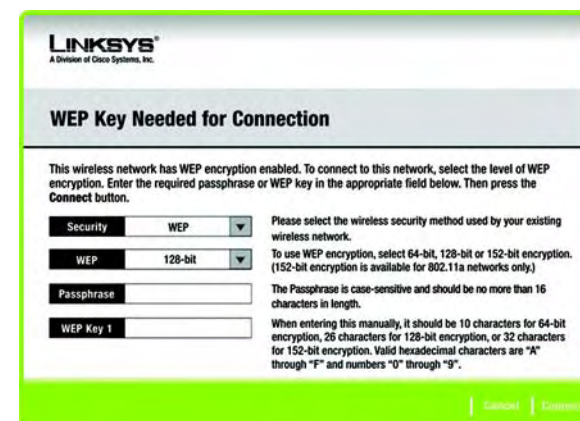 LINKSYS®
A Division of Cisco Systems, Inc.
WEP Key Needed for Connection
This wireless network has WEP encryption enabled. To connect to this network, select the level of WEP
encryption. Enter the required passphrase or WEP key in the appropriate field below. Then press the
Connect button.
Security WEP
Please select the wireless security method used by your existing
wireless network.
WEP 128-bit
To use WEP encryption, select 64-bit, 128-bit or 152-bit encryption.
(152-bit encryption is available for 802.11a networks only.)
Passphrase
The Passphrase is case-sensitive and should be no more than 16
characters in length.
WEP Key 1
When entering this manually, it should be 10 characters for 64-bit
encryption, 26 characters for 128-bit encryption, or 32 characters
for 152-bit encryption. Valid hexadecimal characters are "A"
through "F" and numbers "0" through "9".
Cancel